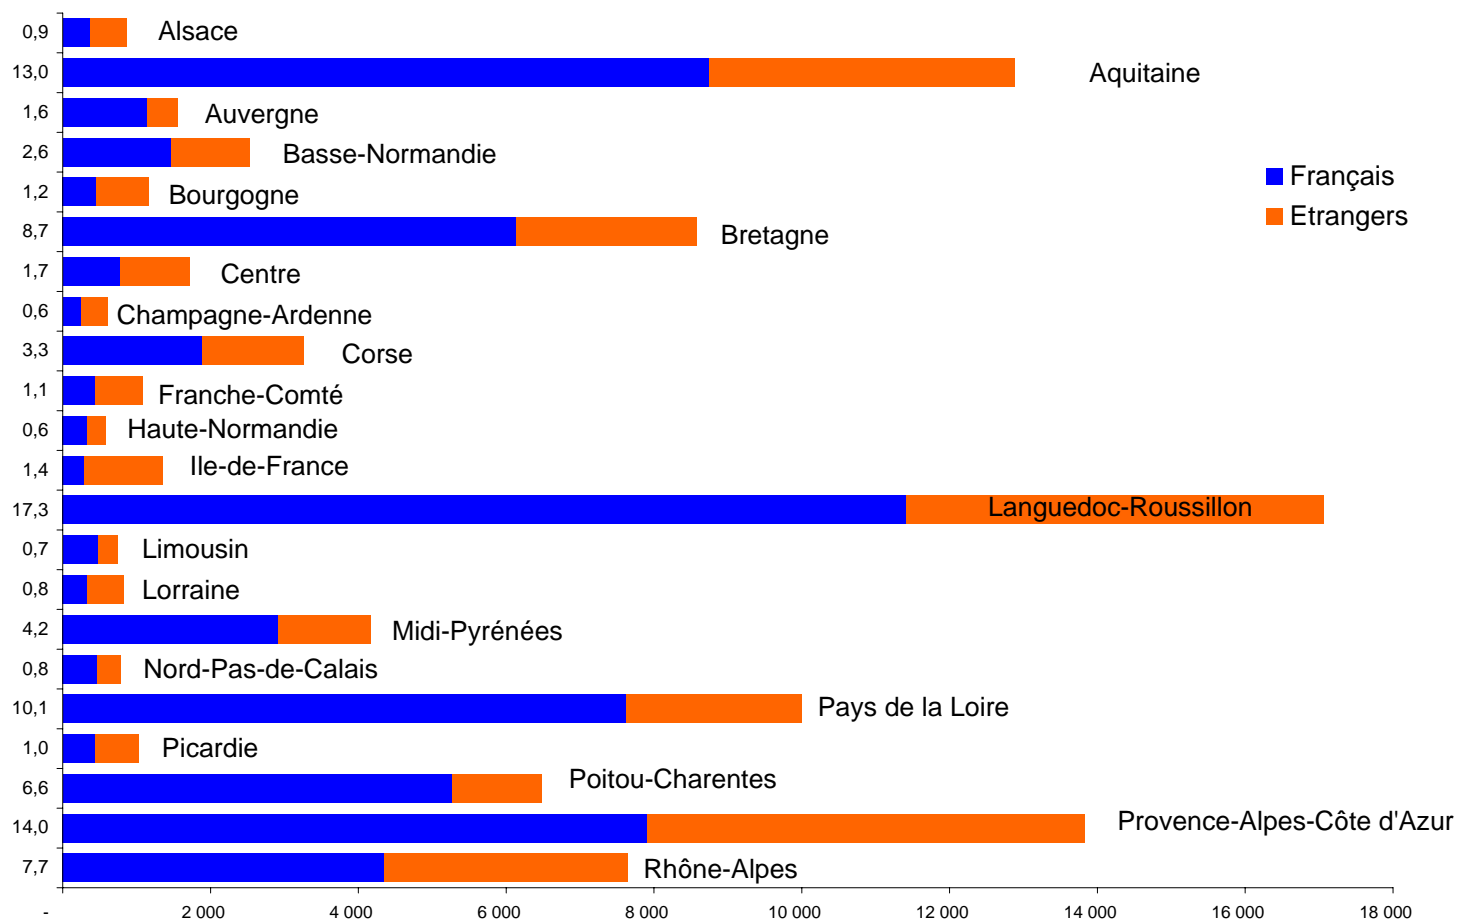 0,9 Alsace
13,0 Aquitaine
1,6 Auvergne
2,6 Basse-Normandie
Français
1,2 Bourgogne
Etrangers
8,7 Bretagne
1,7 Centre
0,6 Champagne-Ardenne
3,3 Corse
1,1 Franche-Comté
0,6 Haute-Normandie
1,4 Ile-de-France
17,3 Languedoc-Roussillon
0,7 Limousin
0,8 Lorraine
4,2 Midi-Pyrénées
0,8 Nord-Pas-de-Calais
10,1 Pays de la Loire
1,0 Picardie
6,6 Poitou-Charentes
14,0 Provence-Alpes-Côte d'Azur
7,7 Rhône-Alpes
- 2 000 4 000 6 000 8 000 10 000 12 000 14 000 16 000 18 000